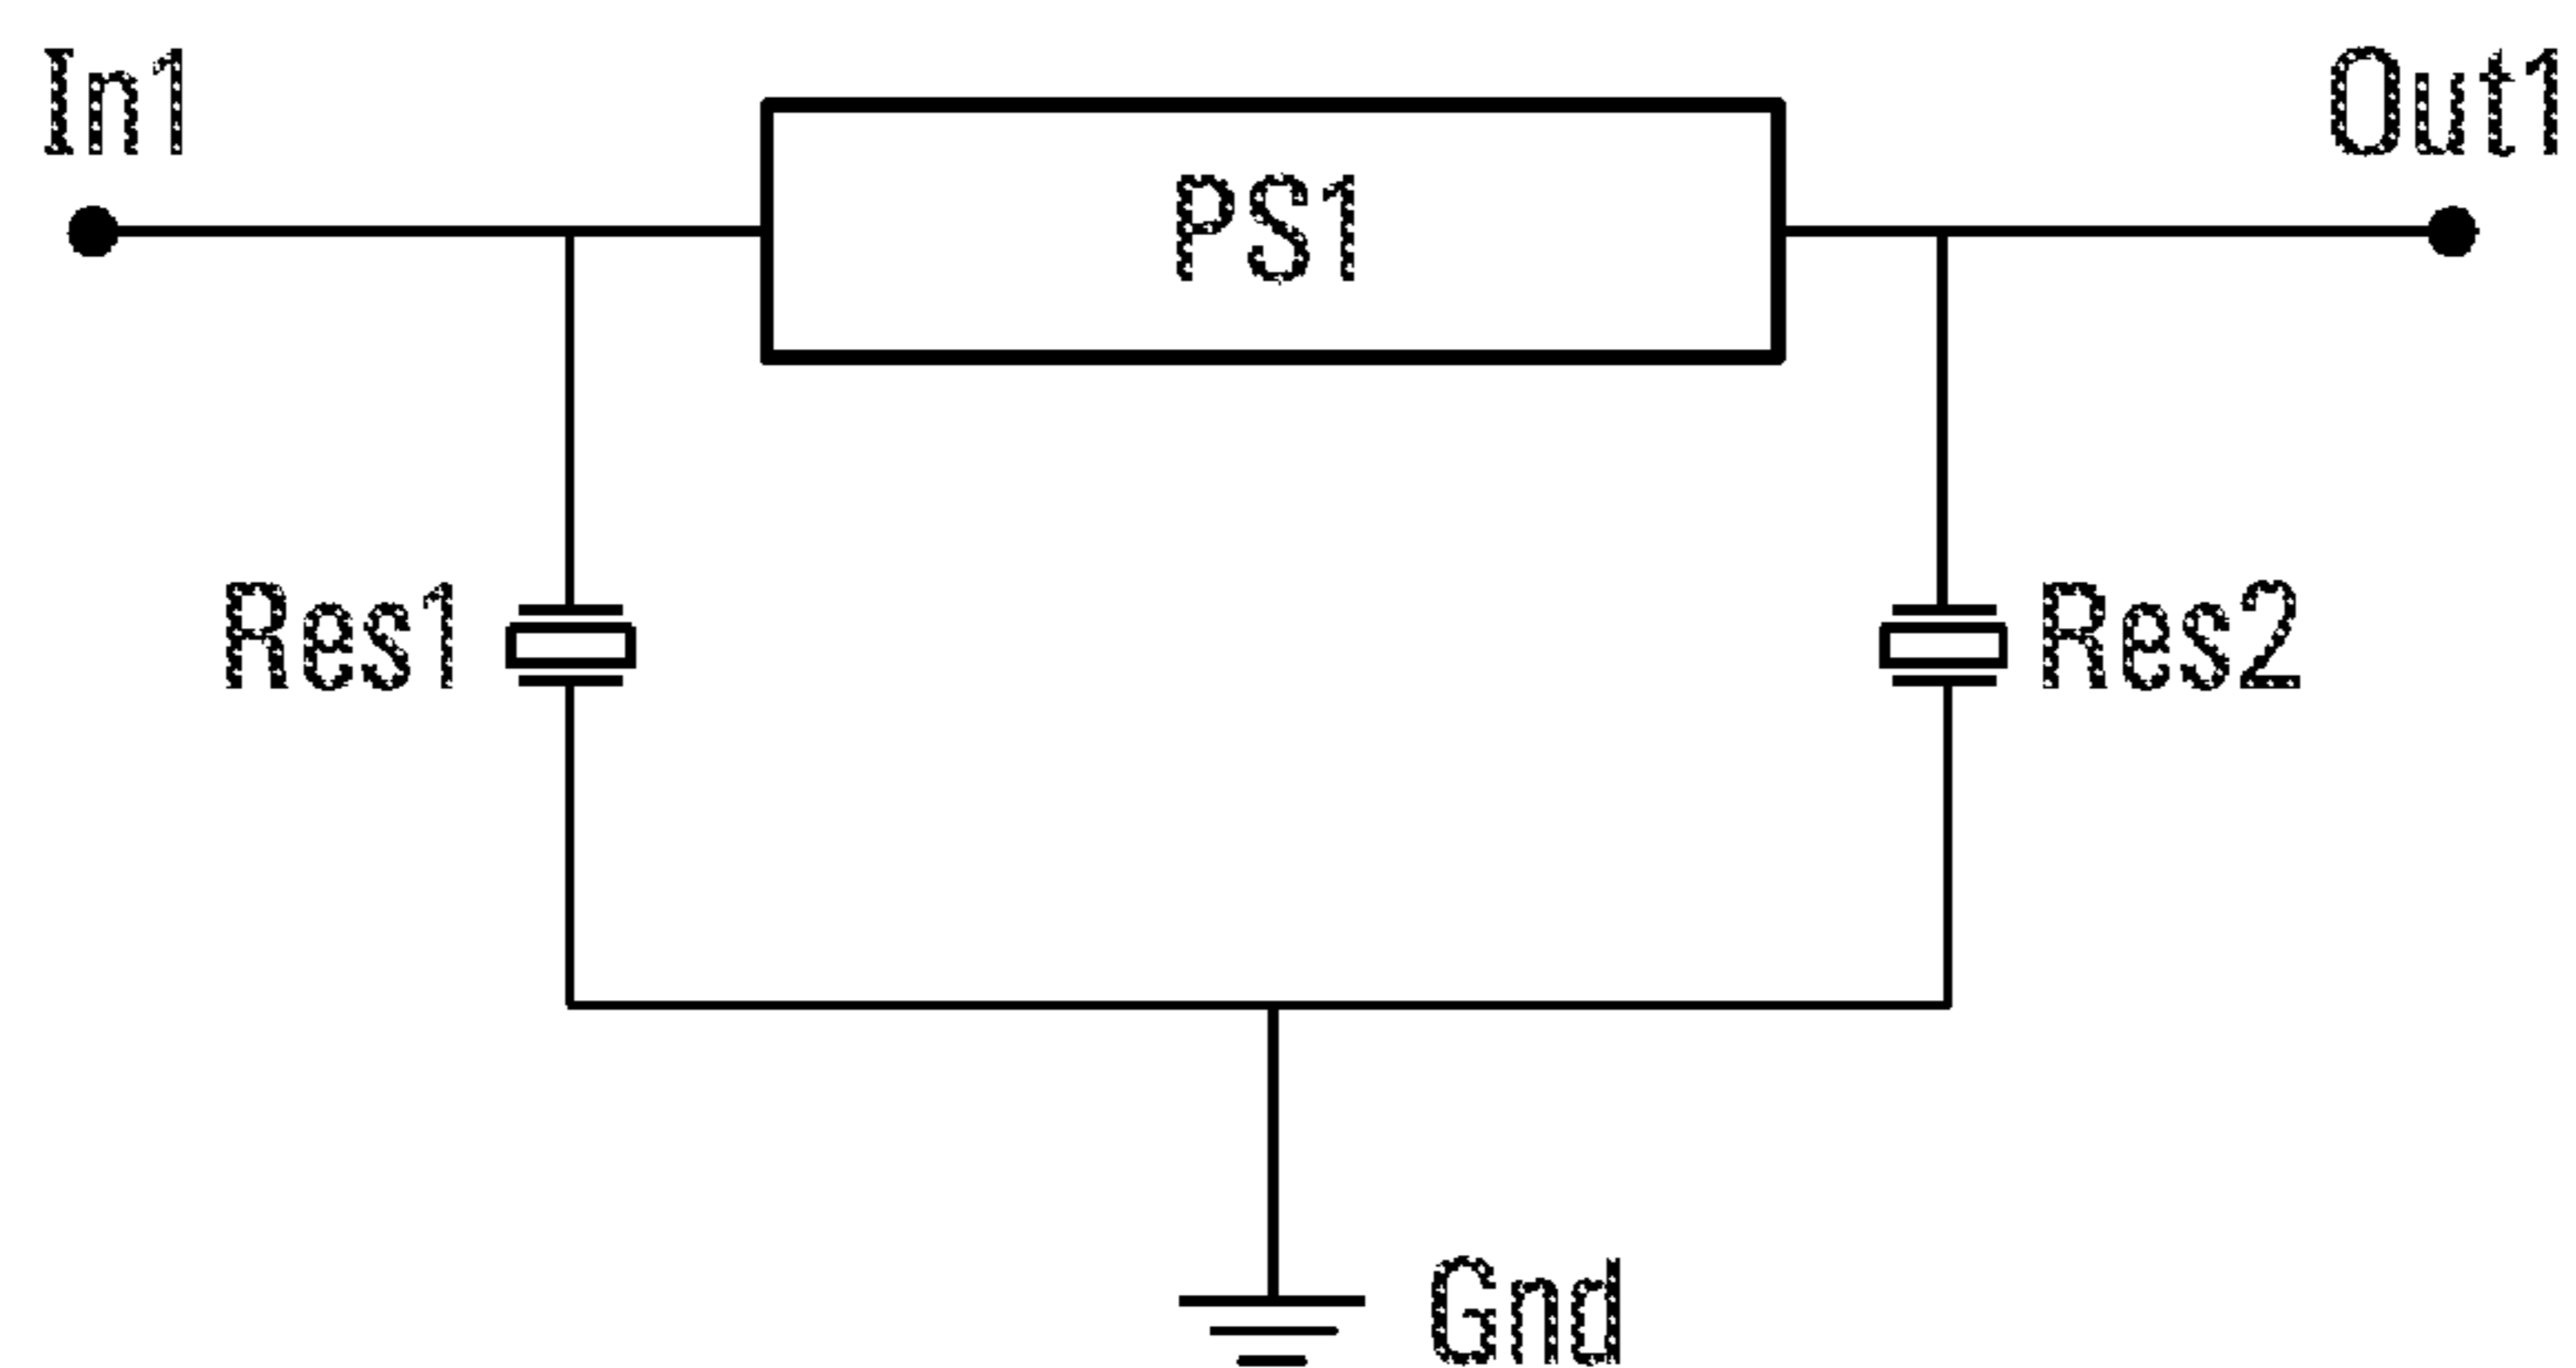 In1
Out1
PS1
Res1
Res2
Gnd